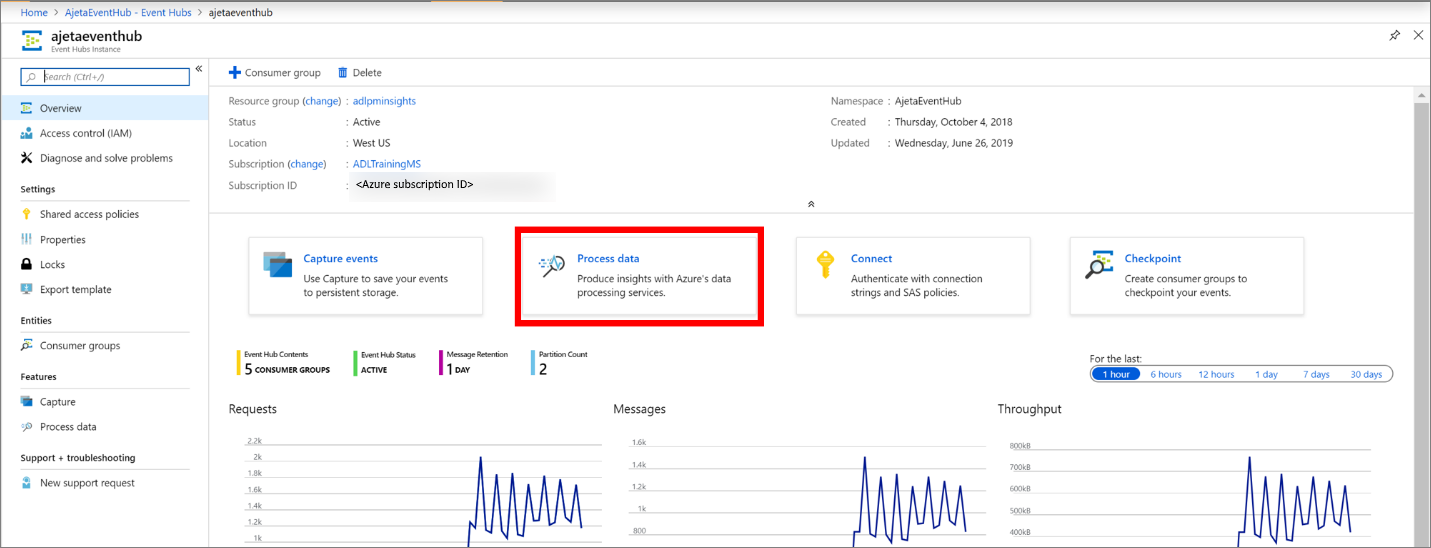 Home > AjetaEventHub - Event Hubs > ajetaeventhub
ajetaeventhub
Event Hubs Instance
Search (Ctrl+/)
Overview
Access control (IAM)
Diagnose and solve problems
Settings
Shared access policies
Properties
Locks
Export template
Entities
Consumer groups
Features
Capture
Process data
Support + troubleshooting
New support request
Consumer group
Delete
Resource group (change) : adlpminsights
Status : Active
Location : West US
Subscription (change) : ADLTrainingMS
Subscription ID : <Azure subscription ID>
Namespace : AjetaEventHub
Created : Thursday, October 4, 2018
Updated : Wednesday, June 26, 2019
Capture events
Use Capture to save your events
to persistent storage.
Process data
Produce insights with Azure's data
processing services.
Connect
Authenticate with connection
strings and SAS policies.
Checkpoint
Create consumer groups to
checkpoint your events.
Event Hub Contents
5 CONSUMER GROUPS
Event Hub Status
ACTIVE
Message Retention
1 DAY
Partition Count
2
For the last:
1 hour 6 hours 12 hours 1 day 7 days 30 days
Requests
2.2k
2k
1.8k
1.6k
1.4k
1.2k
1k
Messages
1.6k
1.4k
1.2k
1k
800
Throughput
800kB
700kB
600kB
500kB
400kB